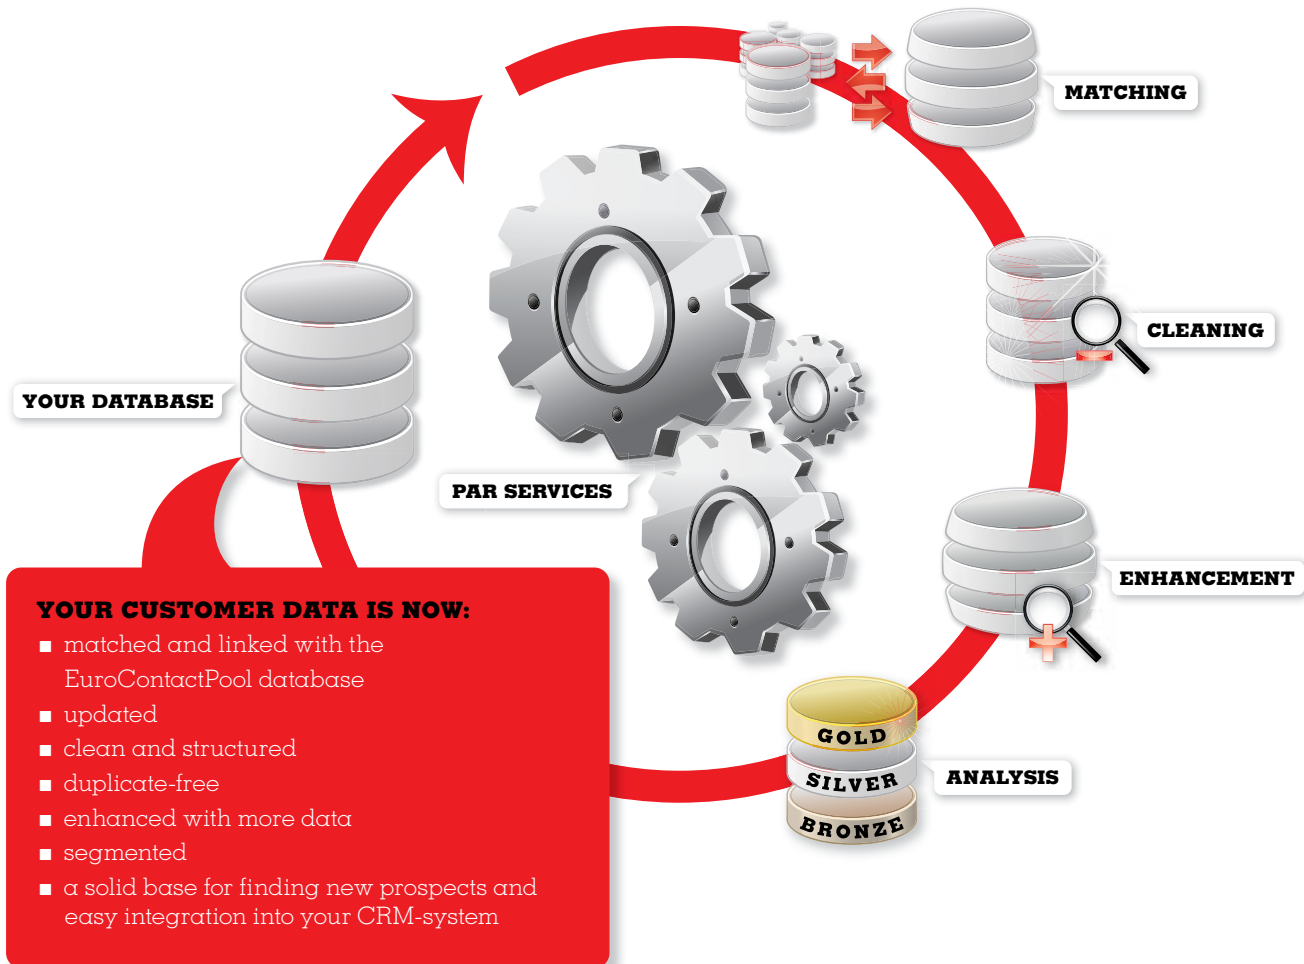 MATCHING
CLEANING
YOUR DATABASE
PAR SERVICES
ENHANCEMENT
YOUR CUSTOMER DATA IS NOW:
■ matched and linked with the
EuroContactPool database
■ updated
■ clean and structured
■ duplicate-free
■ enhanced with more data
■ segmented
■ a solid base for finding new prospects and
easy integration into your CRM-system
GOLD
SILVER
BRONZE
ANALYSIS